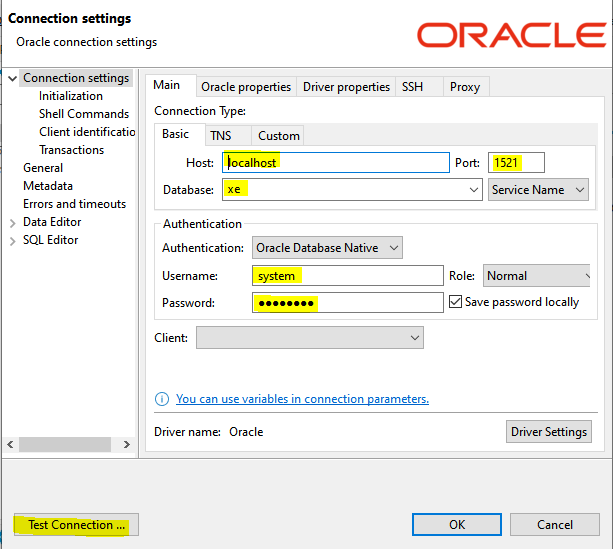 Connection settings
Oracle connection settings
ORACLE
Connection settings
Initialization
Shell Commands
Client identificatio
Transactions
General
Metadata
Errors and timeouts
Data Editor
SQL Editor
Main Oracle properties Driver properties SSH Proxy
Connection Type:
Basic TNS Custom
Host: localhost Port: 1521
Database: xe Service Name
Authentication
Authentication: Oracle Database Native
Username: system Role: Normal
Password: •••••••• Save password locally
Client:
You can use variables in connection parameters.
Driver name: Oracle Driver Settings
Test Connection ... OK Cancel